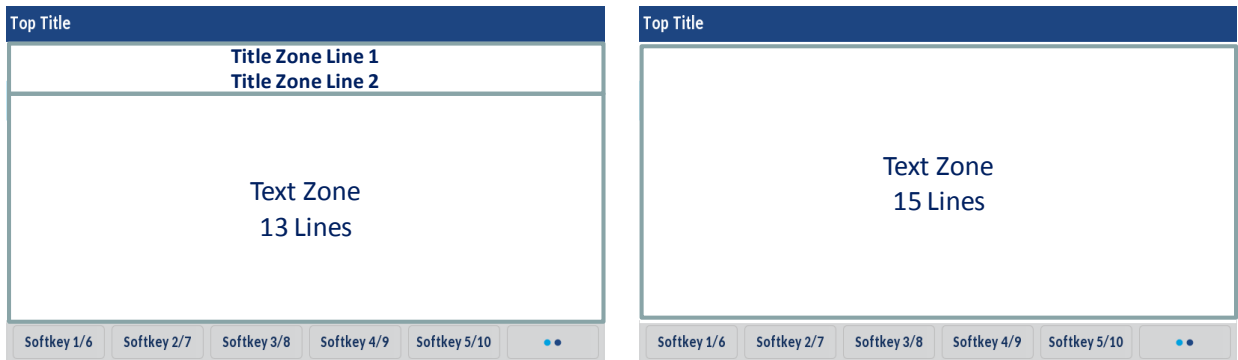 Top Title
Title Zone Line 1
Title Zone Line 2
Text Zone
13 Lines
Softkey 1/6 Softkey 2/7 Softkey 3/8 Softkey 4/9 Softkey 5/10
Top Title
Text Zone
15 Lines
Softkey 1/6 Softkey 2/7 Softkey 3/8 Softkey 4/9 Softkey 5/10